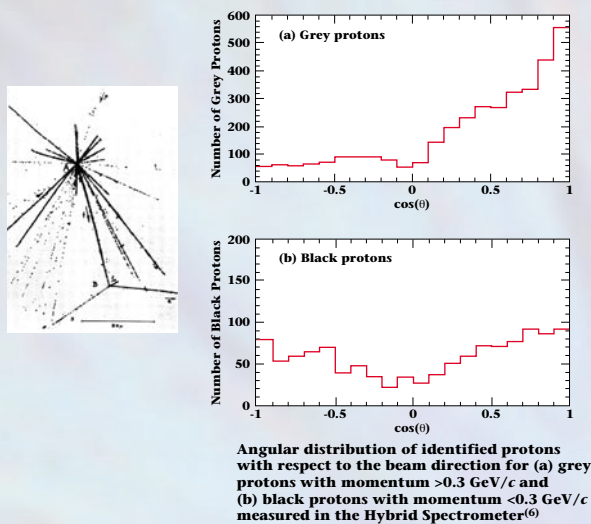 600
500
400
300
200
100
0
Number of Grey Protons
(a) Grey protons
-1
-0.5
0
0.5
1
cos(θ)
200
150
100
50
0
Number of Black Protons
(b) Black protons
-1
-0.5
0
0.5
1
cos(θ)
B
Angular distribution of identified protons
with respect to the beam direction for (a) grey
protons with momentum >0.3 GeV/c and
(b) black protons with momentum <0.3 GeV/c
measured in the Hybrid Spectrometer(6)